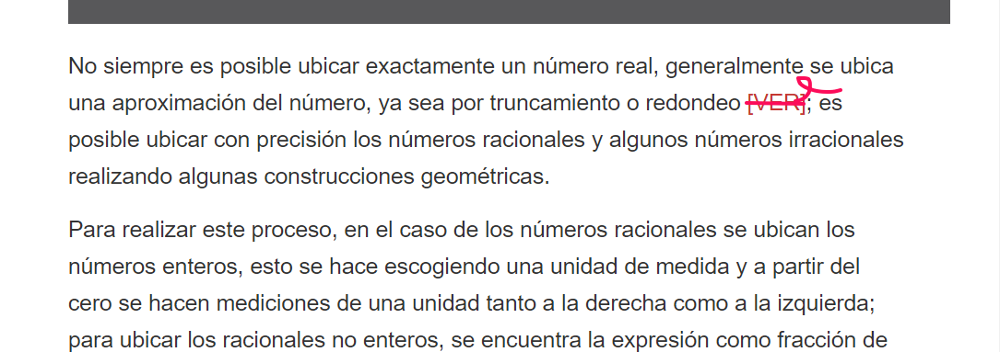 No siempre es posible ubicar exactamente un número real, generalmente se ubica
una aproximación del número, ya sea por truncamiento o redondeo [VER]; es
posible ubicar con precisión los números racionales y algunos números irracionales
realizando algunas construcciones geométricas.
Para realizar este proceso, en el caso de los números racionales se ubican los
números enteros, esto se hace escogiendo una unidad de medida y a partir del
cero se hacen mediciones de una unidad tanto a la derecha como a la izquierda;
para ubicar los racionales no enteros, se encuentra la expresión como fracción de